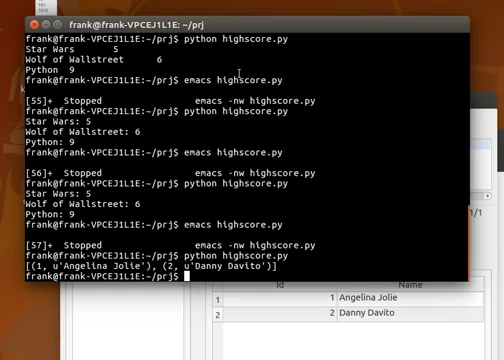 101
frank@frank-VPCEJ1L1E: ~/prj
frank@frank-VPCEJ1L1E:~/prj$ python highscore.py
Star Wars 5
Wolf of Wallstreet 6
Python 9
frank@frank-VPCEJ1L1E:~/prj$ emacs highscore.py
[55]+ Stopped emacs -nw highscore.py
frank@frank-VPCEJ1L1E:~/prj$ python highscore.py
Star Wars: 5
Wolf of Wallstreet: 6
Python: 9
frank@frank-VPCEJ1L1E:~/prj$ emacs highscore.py
[56]+ Stopped emacs -nw highscore.py
frank@frank-VPCEJ1L1E:~/prj$ python highscore.py
Star Wars: 5
Wolf of Wallstreet: 6
Python: 9
frank@frank-VPCEJ1L1E:~/prj$ emacs highscore.py
[57]+ Stopped emacs -nw highscore.py
frank@frank-VPCEJ1L1E:~/prj$ python highscore.py
[(1, u'Angelina Jolie'), (2, u'Danny Davito')]
frank@frank-VPCEJ1L1E:~/prj$
1/1
Id Name
1 1 Angelina Jolie
2 2 Danny Davito